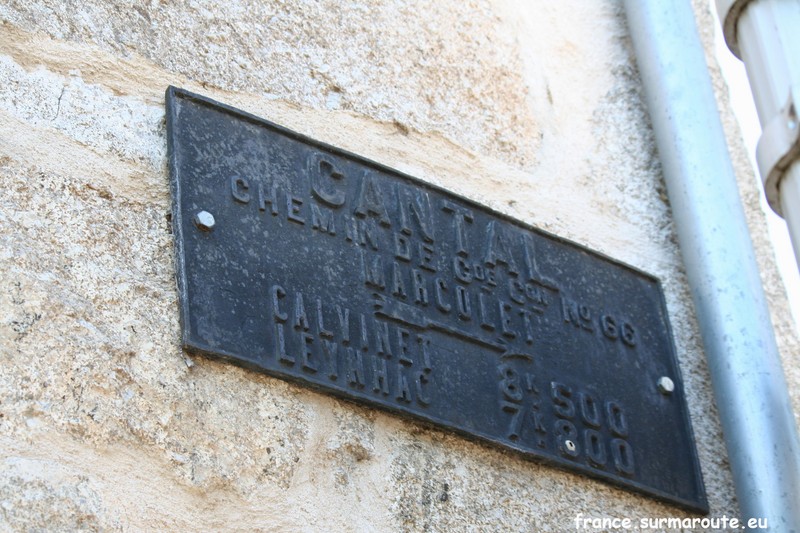 CANTAL
CHEMIN DE Gde Con No 66
MARCOLET
CALVINET 8k 500
LEYNHAC 7k 800
france.surmaroute.eu